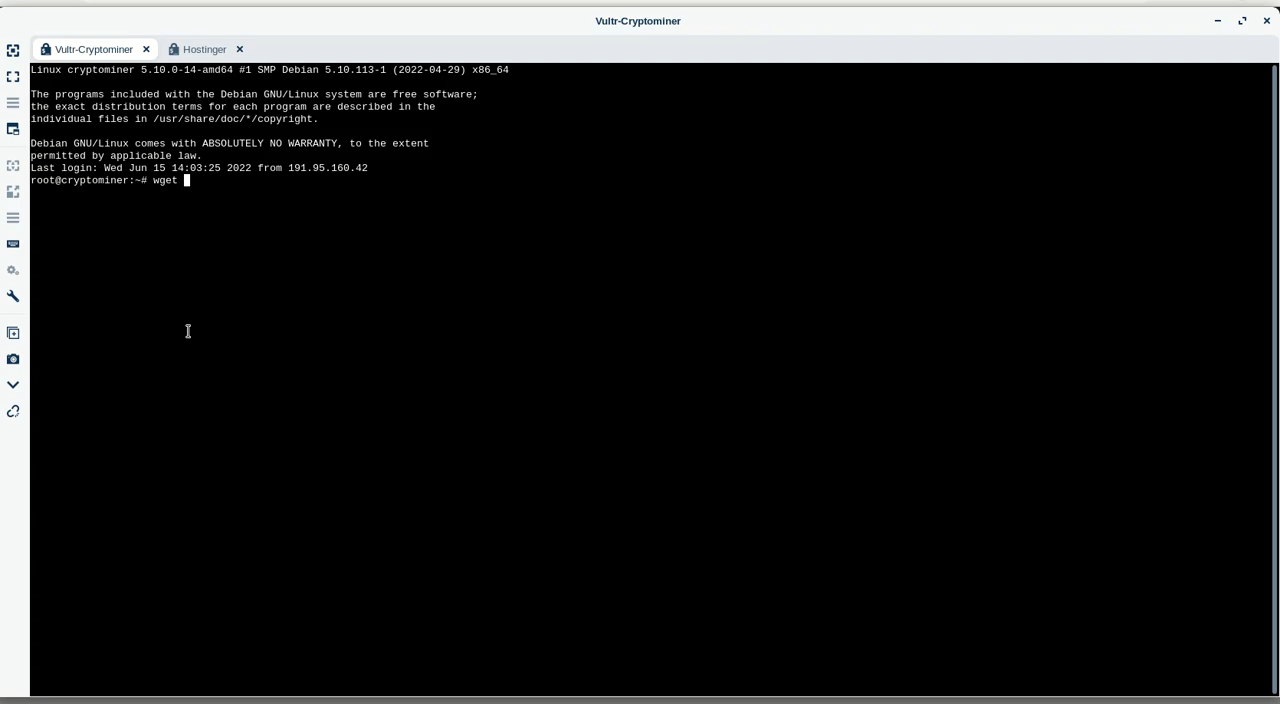 Vultr-Cryptominer
Vultr-Cryptominer
Hostinger
Linux cryptominer 5.10.0-14-amd64 #1 SMP Debian 5.10.113-1 (2022-04-29) x86_64
The programs included with the Debian GNU/Linux system are free software;
the exact distribution terms for each program are described in the
individual files in /usr/share/doc/*/copyright.
Debian GNU/Linux comes with ABSOLUTELY NO WARRANTY, to the extent
permitted by applicable law.
Last login: Wed Jun 15 14:03:25 2022 from 191.95.160.42
root@cryptominer:~# wget